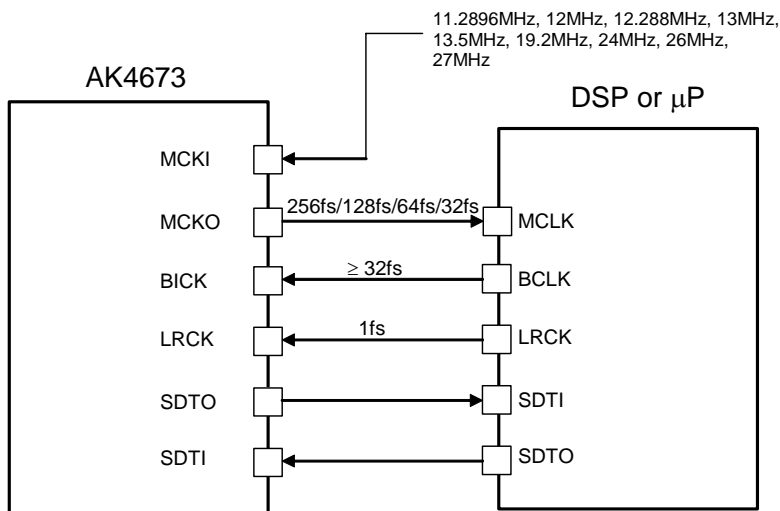 11.2896MHz, 12MHz, 12.288MHz, 13MHz,
13.5MHz, 19.2MHz, 24MHz, 26MHz,
27MHz
AK4673
DSP or μP
MCKI
MCKO
256fs/128fs/64fs/32fs
MCLK
BICK
≥ 32fs
BCLK
LRCK
1fs
LRCK
SDTO
SDTI
SDTI
SDTO